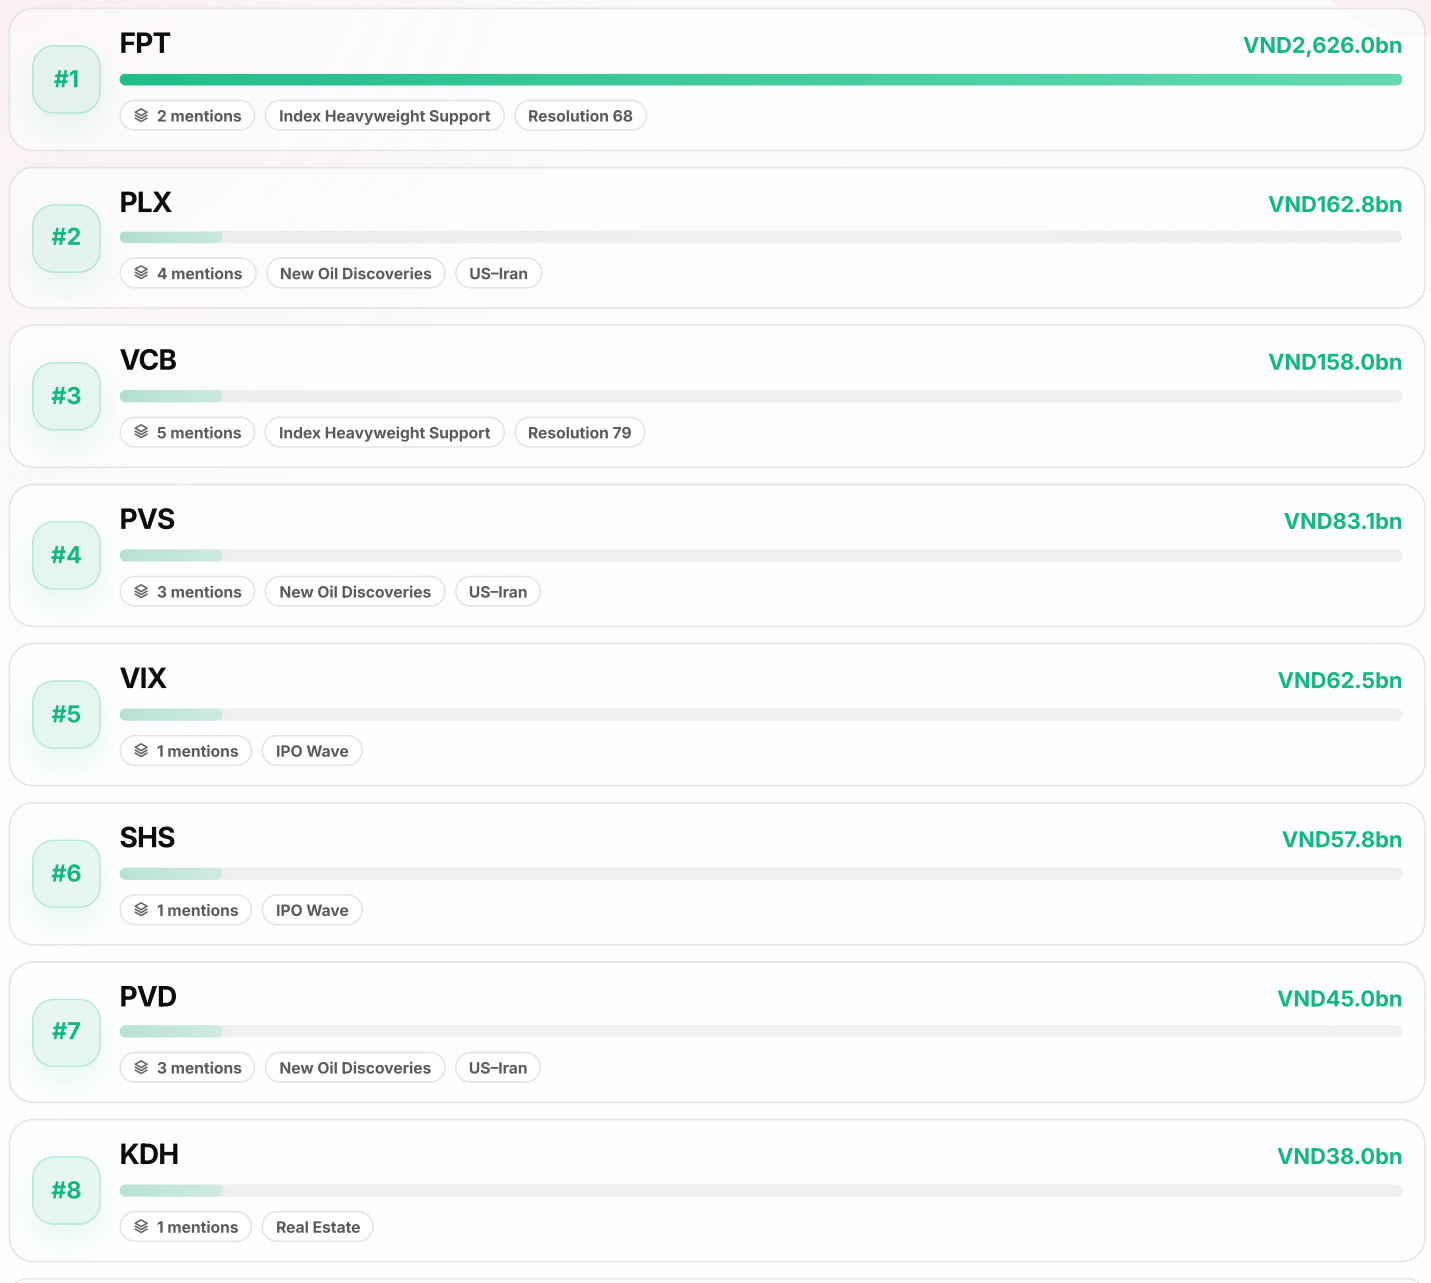 #1
FPT
VND2,626.0bn
2 mentions
Index Heavyweight Support
Resolution 68
#2
PLX
VND162.8bn
4 mentions
New Oil Discoveries
US–Iran
#3
VCB
VND158.0bn
5 mentions
Index Heavyweight Support
Resolution 79
#4
PVS
VND83.1bn
3 mentions
New Oil Discoveries
US–Iran
#5
VIX
VND62.5bn
1 mentions
IPO Wave
#6
SHS
VND57.8bn
1 mentions
IPO Wave
#7
PVD
VND45.0bn
3 mentions
New Oil Discoveries
US–Iran
#8
KDH
VND38.0bn
1 mentions
Real Estate